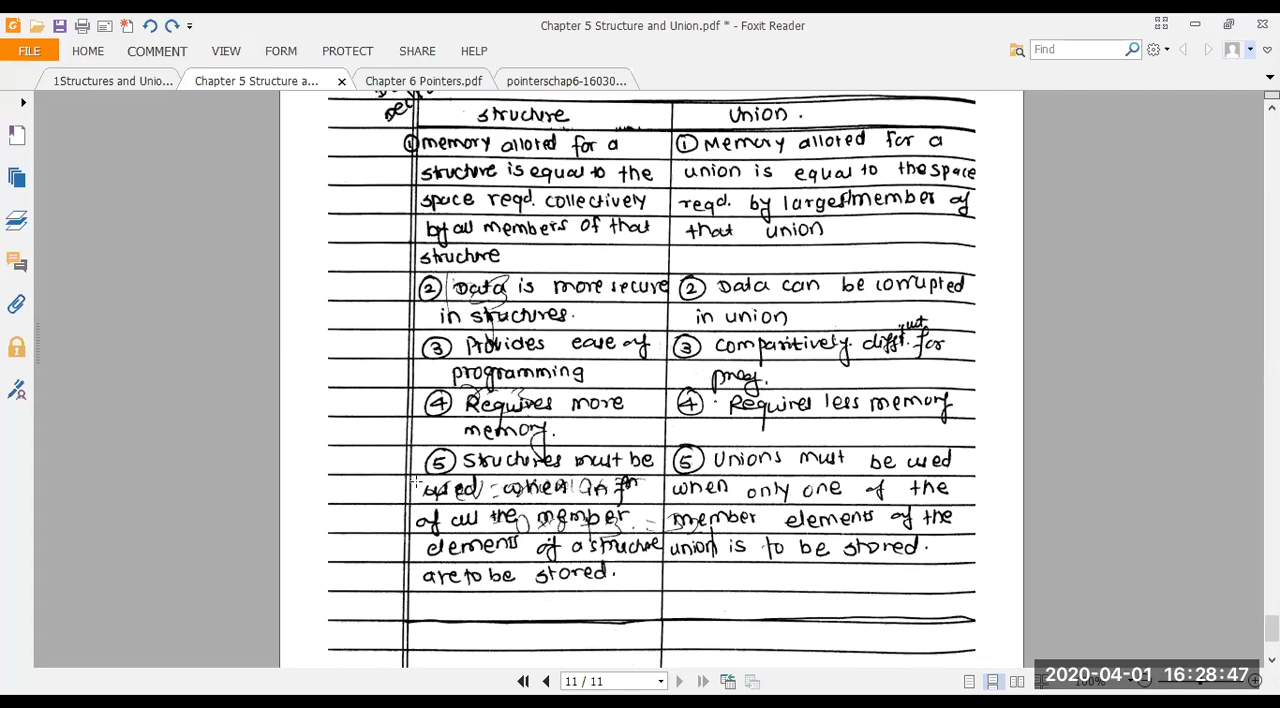 Chapter 5 Structure and Union.pdf * - Foxit Reader
FILE HOME COMMENT VIEW FORM PROTECT SHARE HELP
Find
1Structures and Unio... Chapter 5 Structure a... Chapter 6 Pointers.pdf pointerschap6-16030...
structure
union.
① memory alloted for a
structure is equal to the
space reqd. collectively
by all members of that
structure
① Memory alloted for a
union is equal to the space
reqd. by largest member of
that union
② Data is more secure
in structures.
② Data can be corrupted
in union
③ Provides ease of
programming
③ comparitively difficult for
prog.
④ Requires more
memory.
④ Requires less memory
⑤ Structures must be
used when
of all the member
elements of a structure
are to be stored.
⑤ Unions must be used
when only one of the
member elements of the
union is to be stored.
11 / 11
2020-04-01 16:28:47